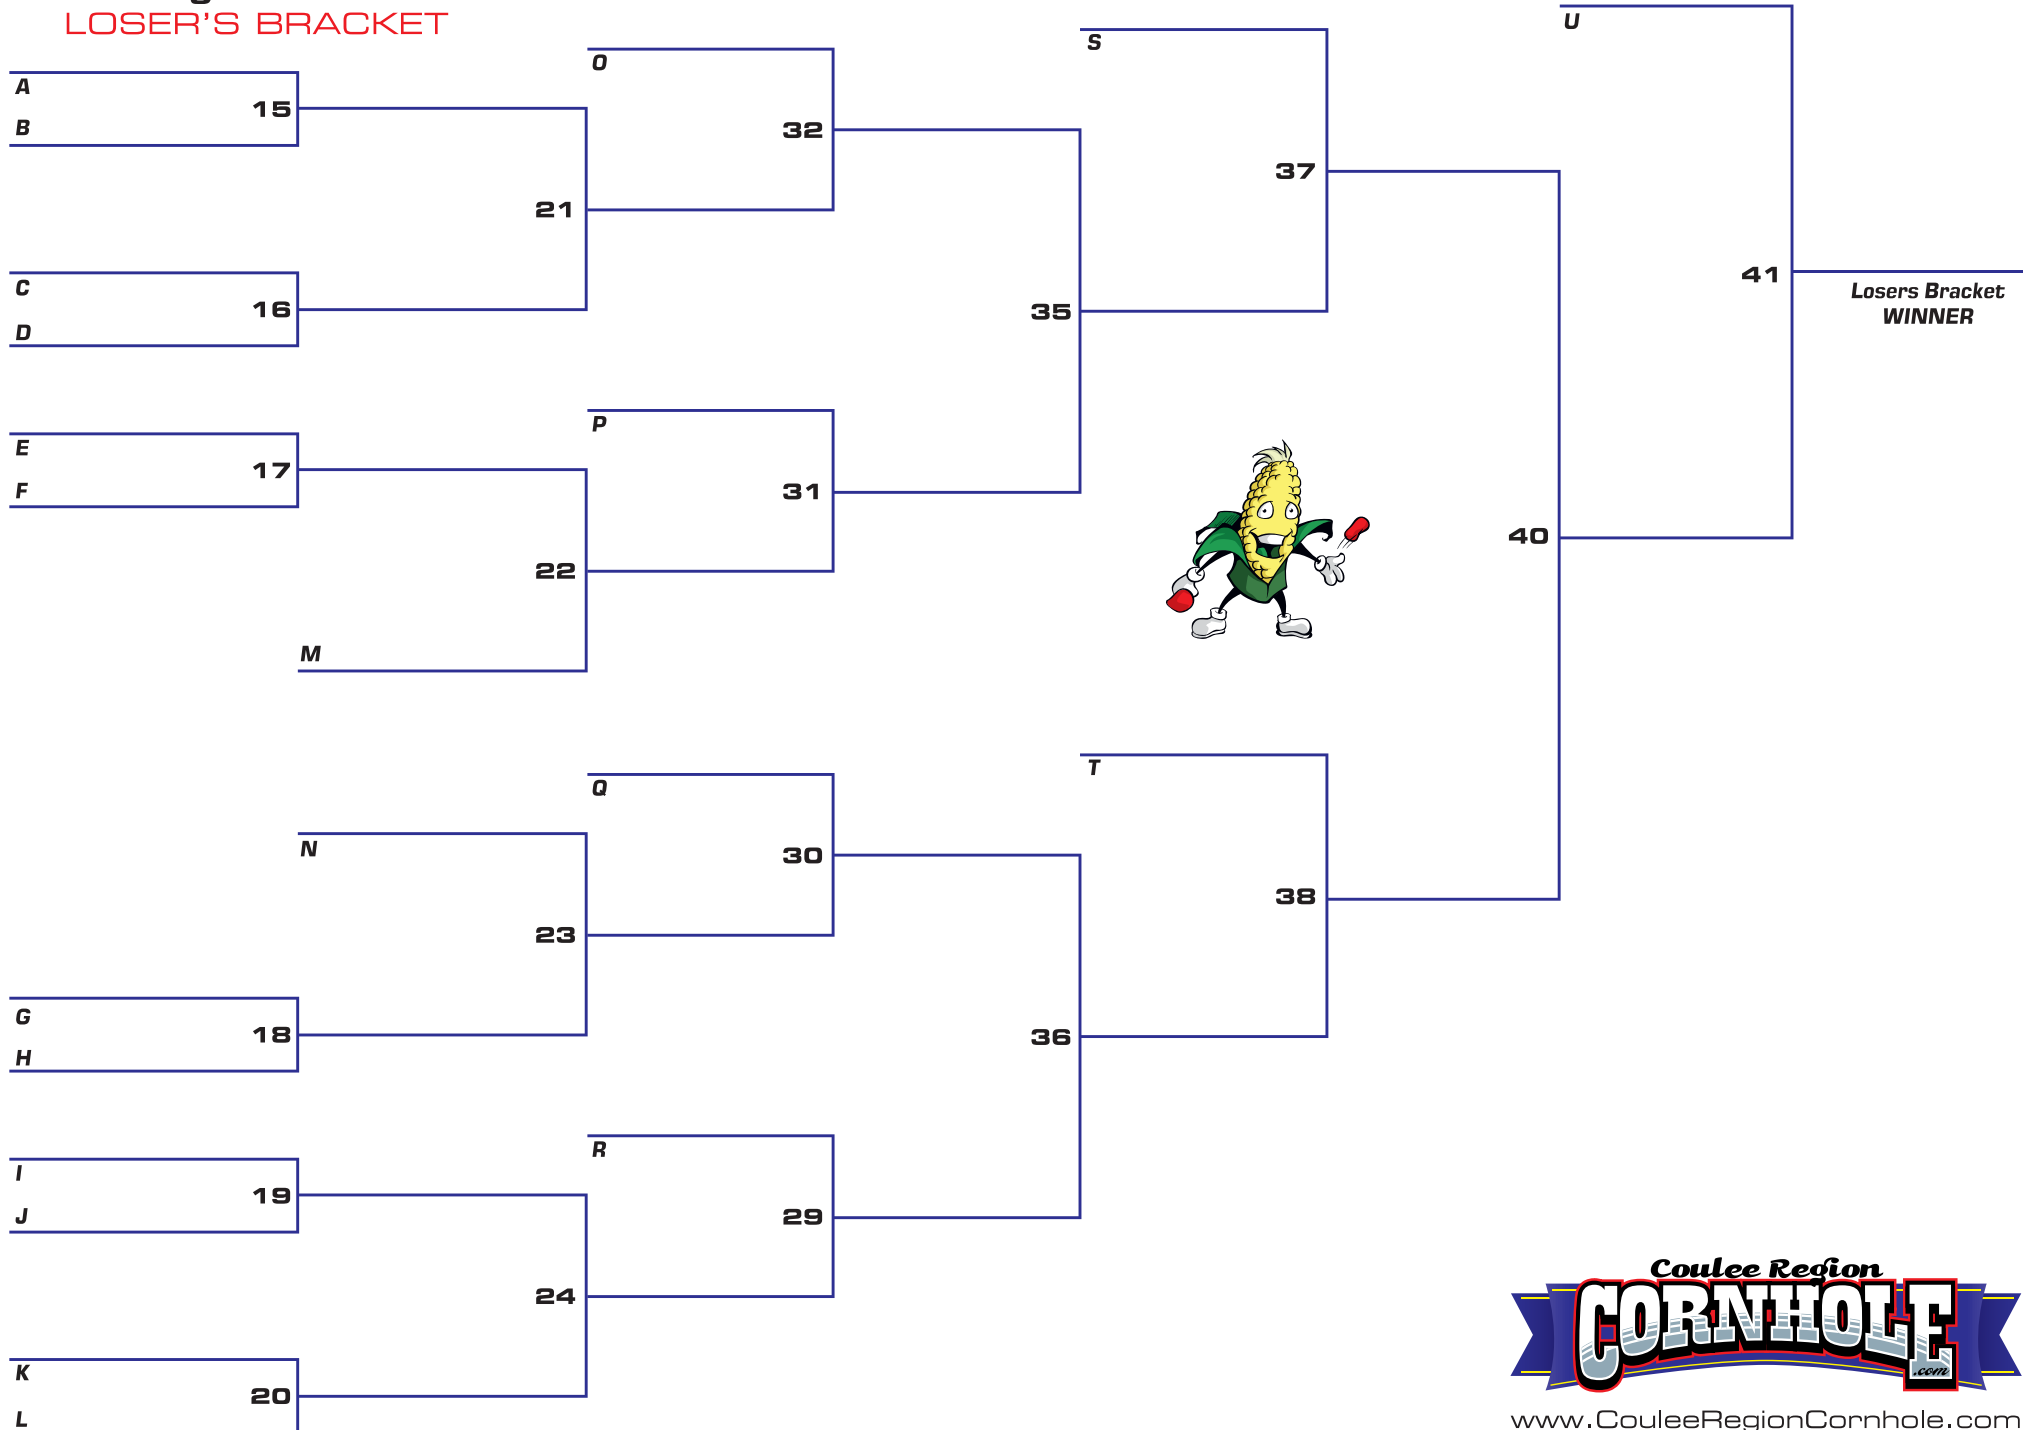 LOSER'S BRACKET
A
15
B
21
C
16
D
O
32
E
17
F
22
M
P
31
35
S
37
N
23
G
18
H
Q
30
I
19
J
24
K
20
L
R
29
36
T
38
40
U
41
Losers Bracket
WINNER
Coulee Region
CORNHOLE
.com
www.CouleeRegionCornhole.com